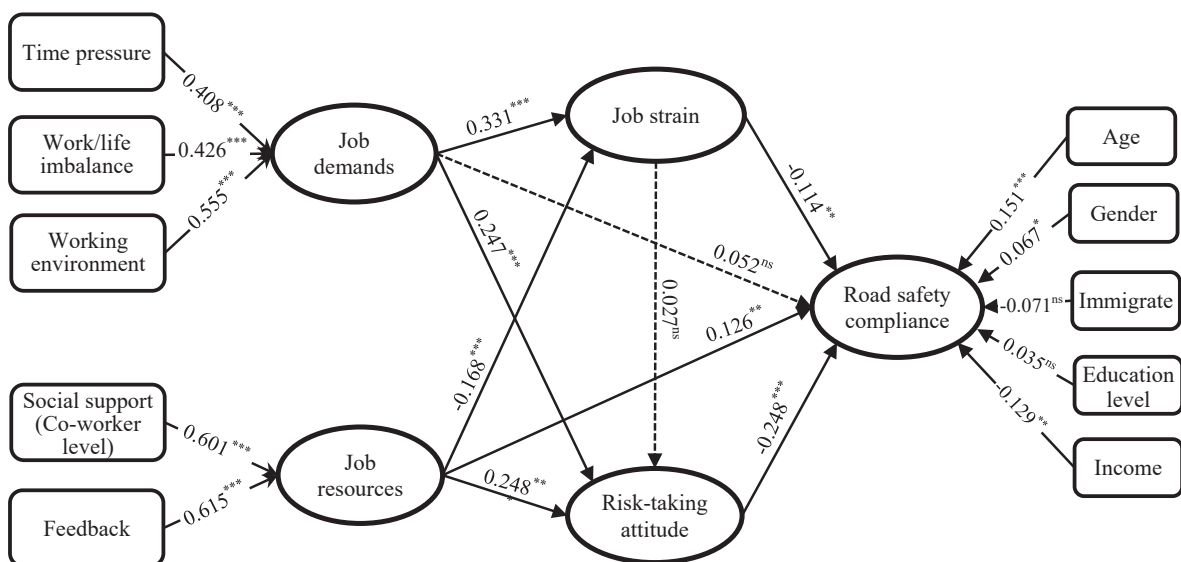 Time pressure
0.408 ***
Work/life
imbalance
0.426***
Working
environment
0.555***
Job
demands
Social support
(Co-worker
level)
0.601 ***
Feedback
0.615***
Job
resources
0.331***
0.247***
0.052ns
-0.168***
0.126**
0.248**
*
Job strain
0.027ns
Risk-taking
attitude
-0.114 **
-0.248***
Road safety
compliance
Age
0.151 ***
Gender
0.067*
Immigrate
-0.071ns
Education
level
0.035ns
Income
-0.129 **